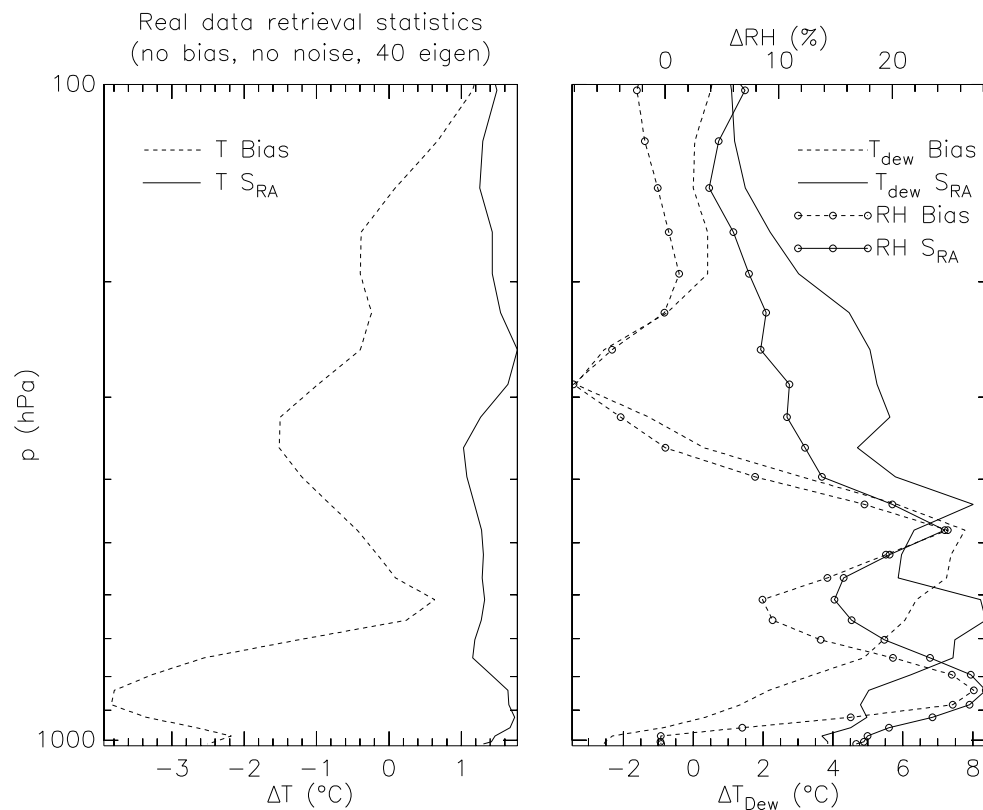 Real data retrieval statistics
(no bias, no noise, 40 eigen)
ΔRH (%)
0 10 20
100
T Bias
T S_RA
T_dew Bias
T_dew S_RA
RH Bias
RH S_RA
p (hPa)
1000
-3 -2 -1 0 1
ΔT (°C)
-2 0 2 4 6 8
ΔT_Dew (°C)